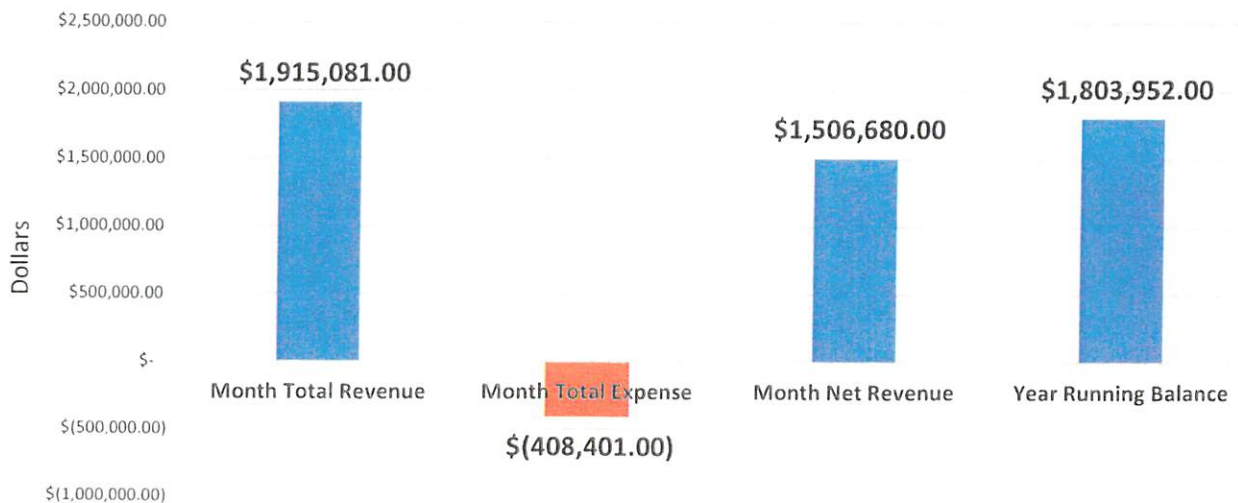 $2,500,000.00
$1,915,081.00
$2,000,000.00
$1,803,952.00
$1,506,680.00
$1,500,000.00
$1,000,000.00
Dollars
$500,000.00
$-
Month Total Revenue
Month Total Expense
Month Net Revenue
Year Running Balance
$(500,000.00)
$(408,401.00)
$(1,000,000.00)